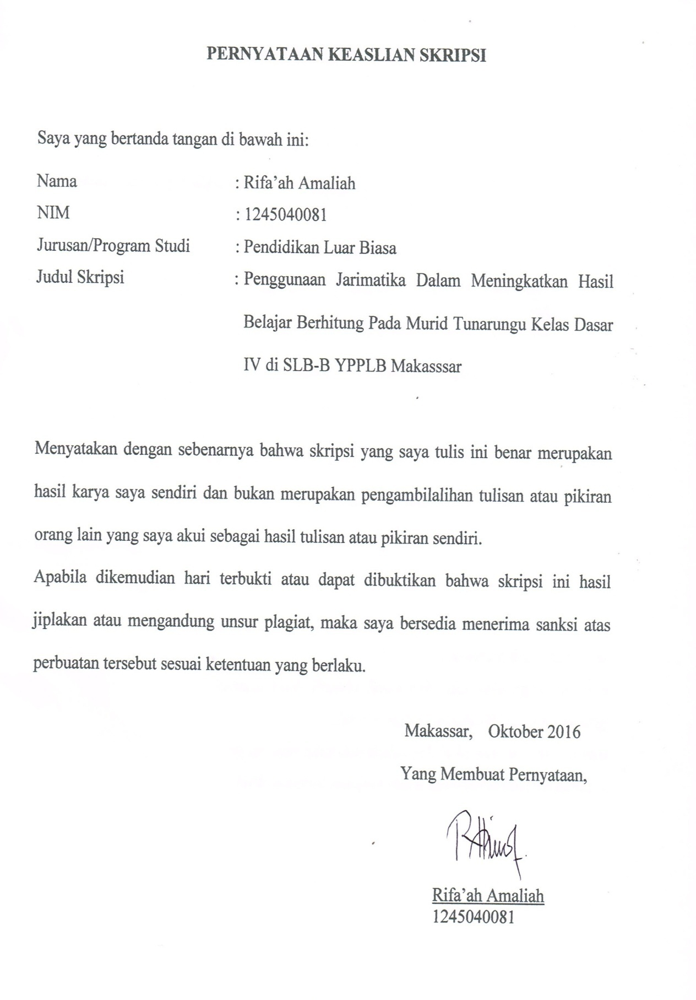 PERNYATAAN KEASLIAN SKRIPSI
Saya yang bertanda tangan di bawah ini:
Nama : Rifa’ah Amaliah
NIM : 1245040081
Jurusan/Program Studi : Pendidikan Luar Biasa
Judul Skripsi : Penggunaan Jarimatika Dalam Meningkatkan Hasil
Belajar Berhitung Pada Murid Tunarungu Kelas Dasar
IV di SLB-B YPPLB Makasssar
Menyatakan dengan sebenarnya bahwa skripsi yang saya tulis ini benar merupakan
hasil karya saya sendiri dan bukan merupakan pengambilalihan tulisan atau pikiran
orang lain yang saya akui sebagai hasil tulisan atau pikiran sendiri.
Apabila dikemudian hari terbukti atau dapat dibuktikan bahwa skripsi ini hasil
jiplakan atau mengandung unsur plagiat, maka saya bersedia menerima sanksi atas
perbuatan tersebut sesuai ketentuan yang berlaku.
Makassar, Oktober 2016
Yang Membuat Pernyataan,
Rifa’ah Amaliah
1245040081